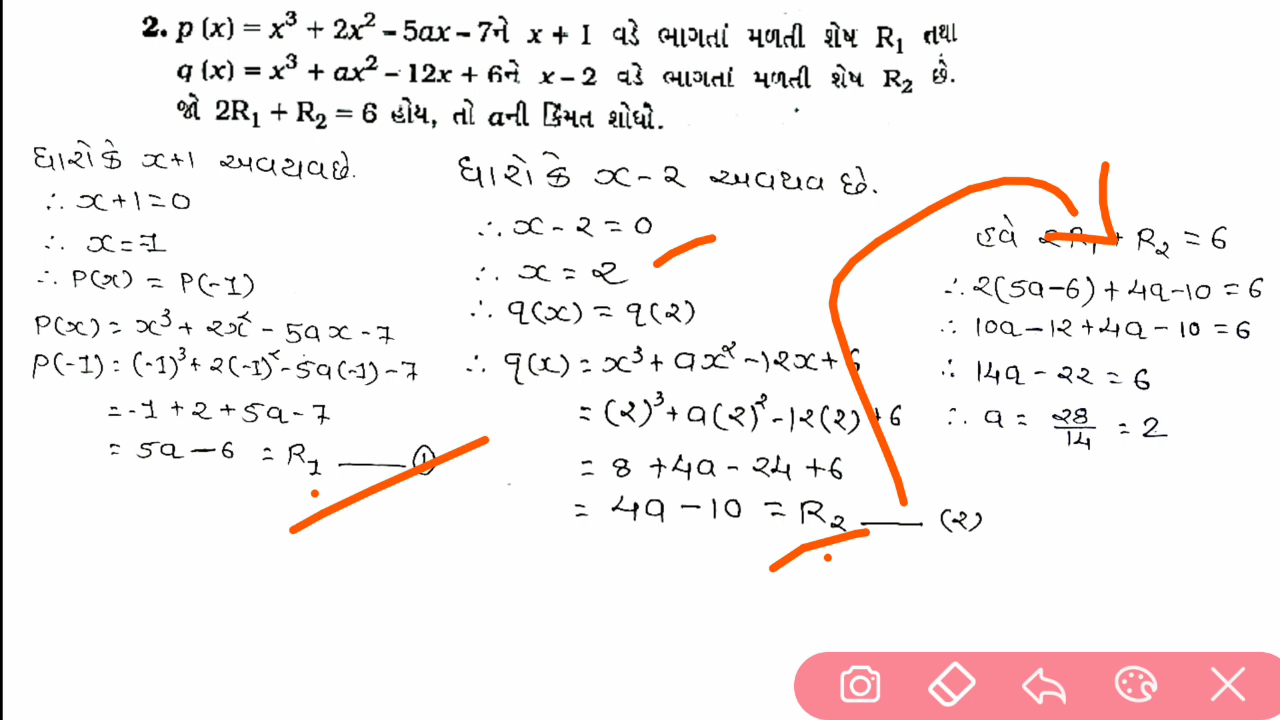 2. p (x) = x³ + 2x² – 5ax – 7ને x + 1 વડે ભાગતાં મળતી શેષ R₁ તથા
q (x) = x³ + ax² – 12x + 6ને x – 2 વડે ભાગતાં મળતી શેષ R₂ છે.
જો 2R₁ + R₂ = 6 હોય, તો aની કિંમત શોધો.
ધારો કે x+1 અવયવ છે.
∴ x+1=0
∴ x=-1
∴ P(x) = P(-1)
P(x) = x³ + 2x² - 5ax - 7
P(-1) = (-1)³ + 2(-1)² - 5a(-1) - 7
= -1 + 2 + 5a - 7
= 5a - 6 = R₁ —— ①
ધારો કે x - 2 અવયવ છે.
∴ x - 2 = 0
∴ x = 2
∴ q(x) = q(2)
∴ q(x) = x³ + ax² - 12x + 6
= (2)³ + a(2)² - 12(2) + 6
= 8 + 4a - 24 + 6
= 4a - 10 = R₂ —— (2)
હવે 2R₁ + R₂ = 6
∴ 2(5a-6) + 4a - 10 = 6
∴ 10a - 12 + 4a - 10 = 6
∴ 14a - 22 = 6
∴ a = 28/14 = 2